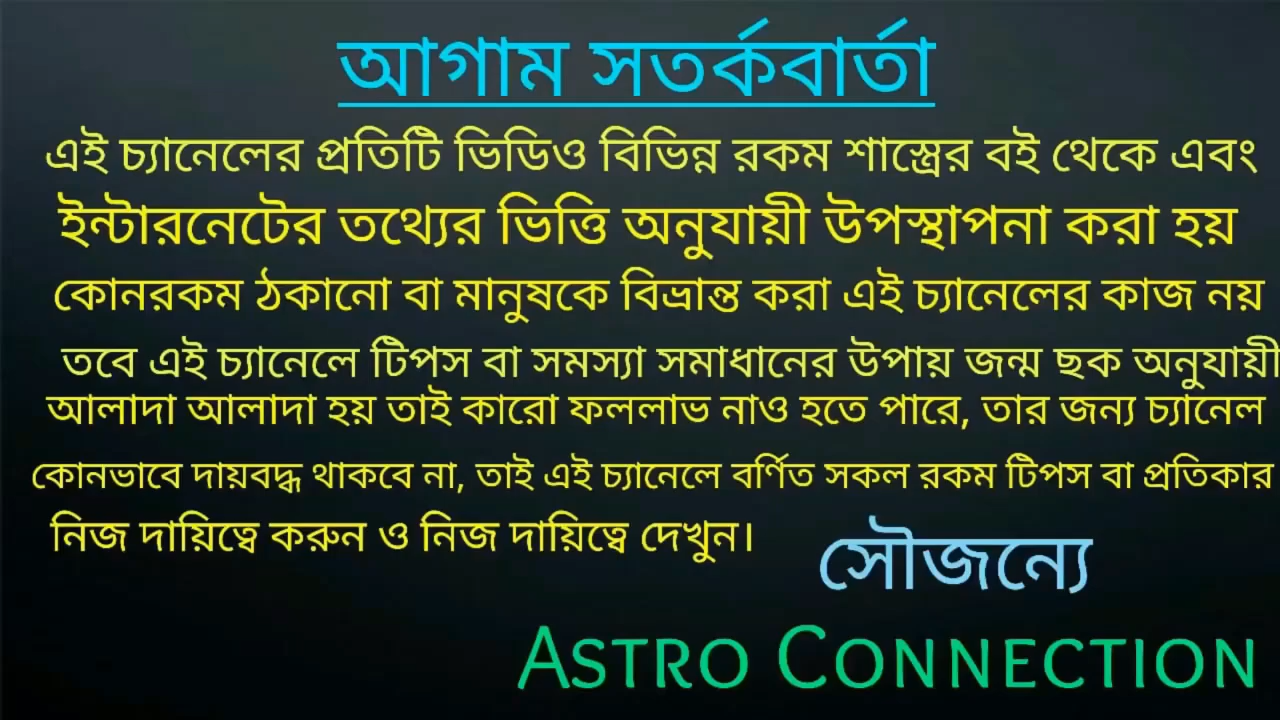 আগাম সতর্কবার্তা
এই চ্যানেলের প্রতিটি ভিডিও বিভিন্ন রকম শাস্ত্রের বই থেকে এবং
ইন্টারনেটের তথ্যের ভিত্তি অনুযায়ী উপস্থাপনা করা হয়
কোনরকম ঠকানো বা মানুষকে বিভ্রান্ত করা এই চ্যানেলের কাজ নয়
তবে এই চ্যানেলে টিপস বা সমস্যা সমাধানের উপায় জন্ম ছক অনুযায়ী
আলাদা আলাদা হয় তাই কারো ফললাভ নাও হতে পারে, তার জন্য চ্যানেল
কোনভাবে দায়বদ্ধ থাকবে না, তাই এই চ্যানেলে বর্ণিত সকল রকম টিপস বা প্রতিকার
নিজ দায়িত্বে করুন ও নিজ দায়িত্বে দেখুন।
সৌজন্যে
ASTRO CONNECTION